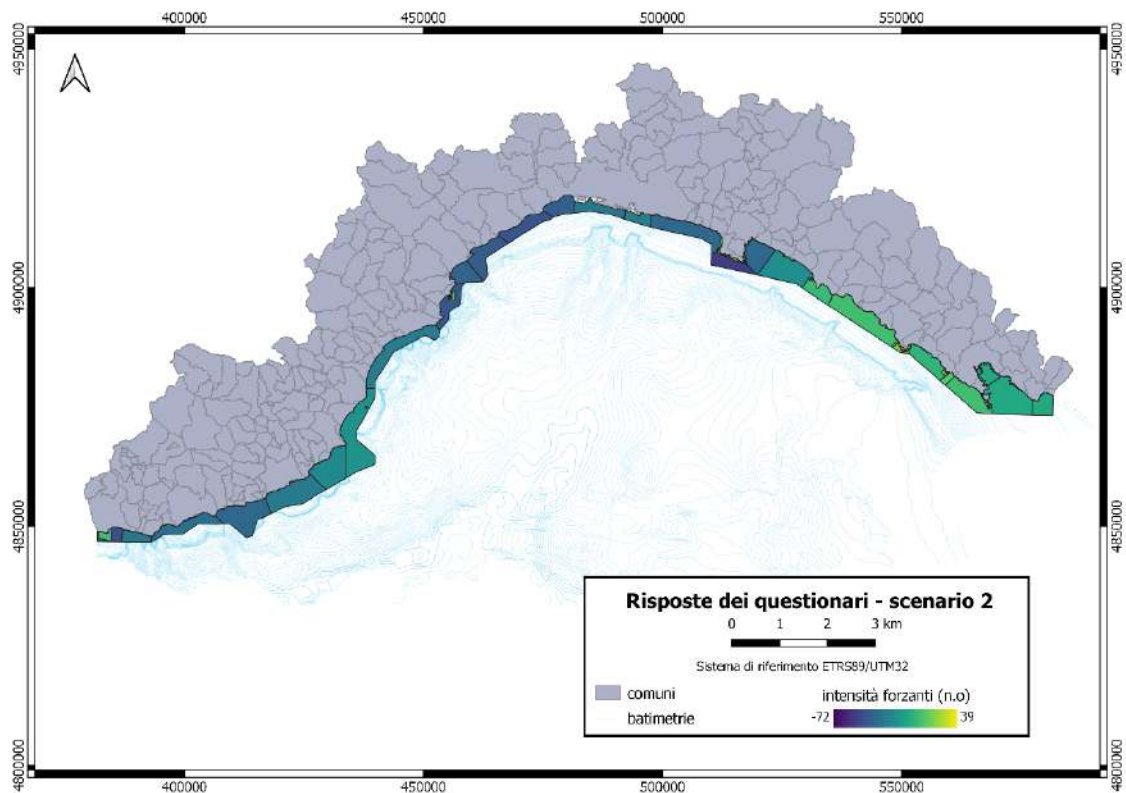 400000 450000 500000 550000
4950000 4950000
4900000 4900000
4850000 4850000
4800000 4800000
Risposte dei questionari - scenario 2
0 1 2 3 km
Sistema di riferimento ETRS89/UTM32
comuni
batimetrie
intensità forzanti (n.o)
-72 39
400000 450000 500000 550000